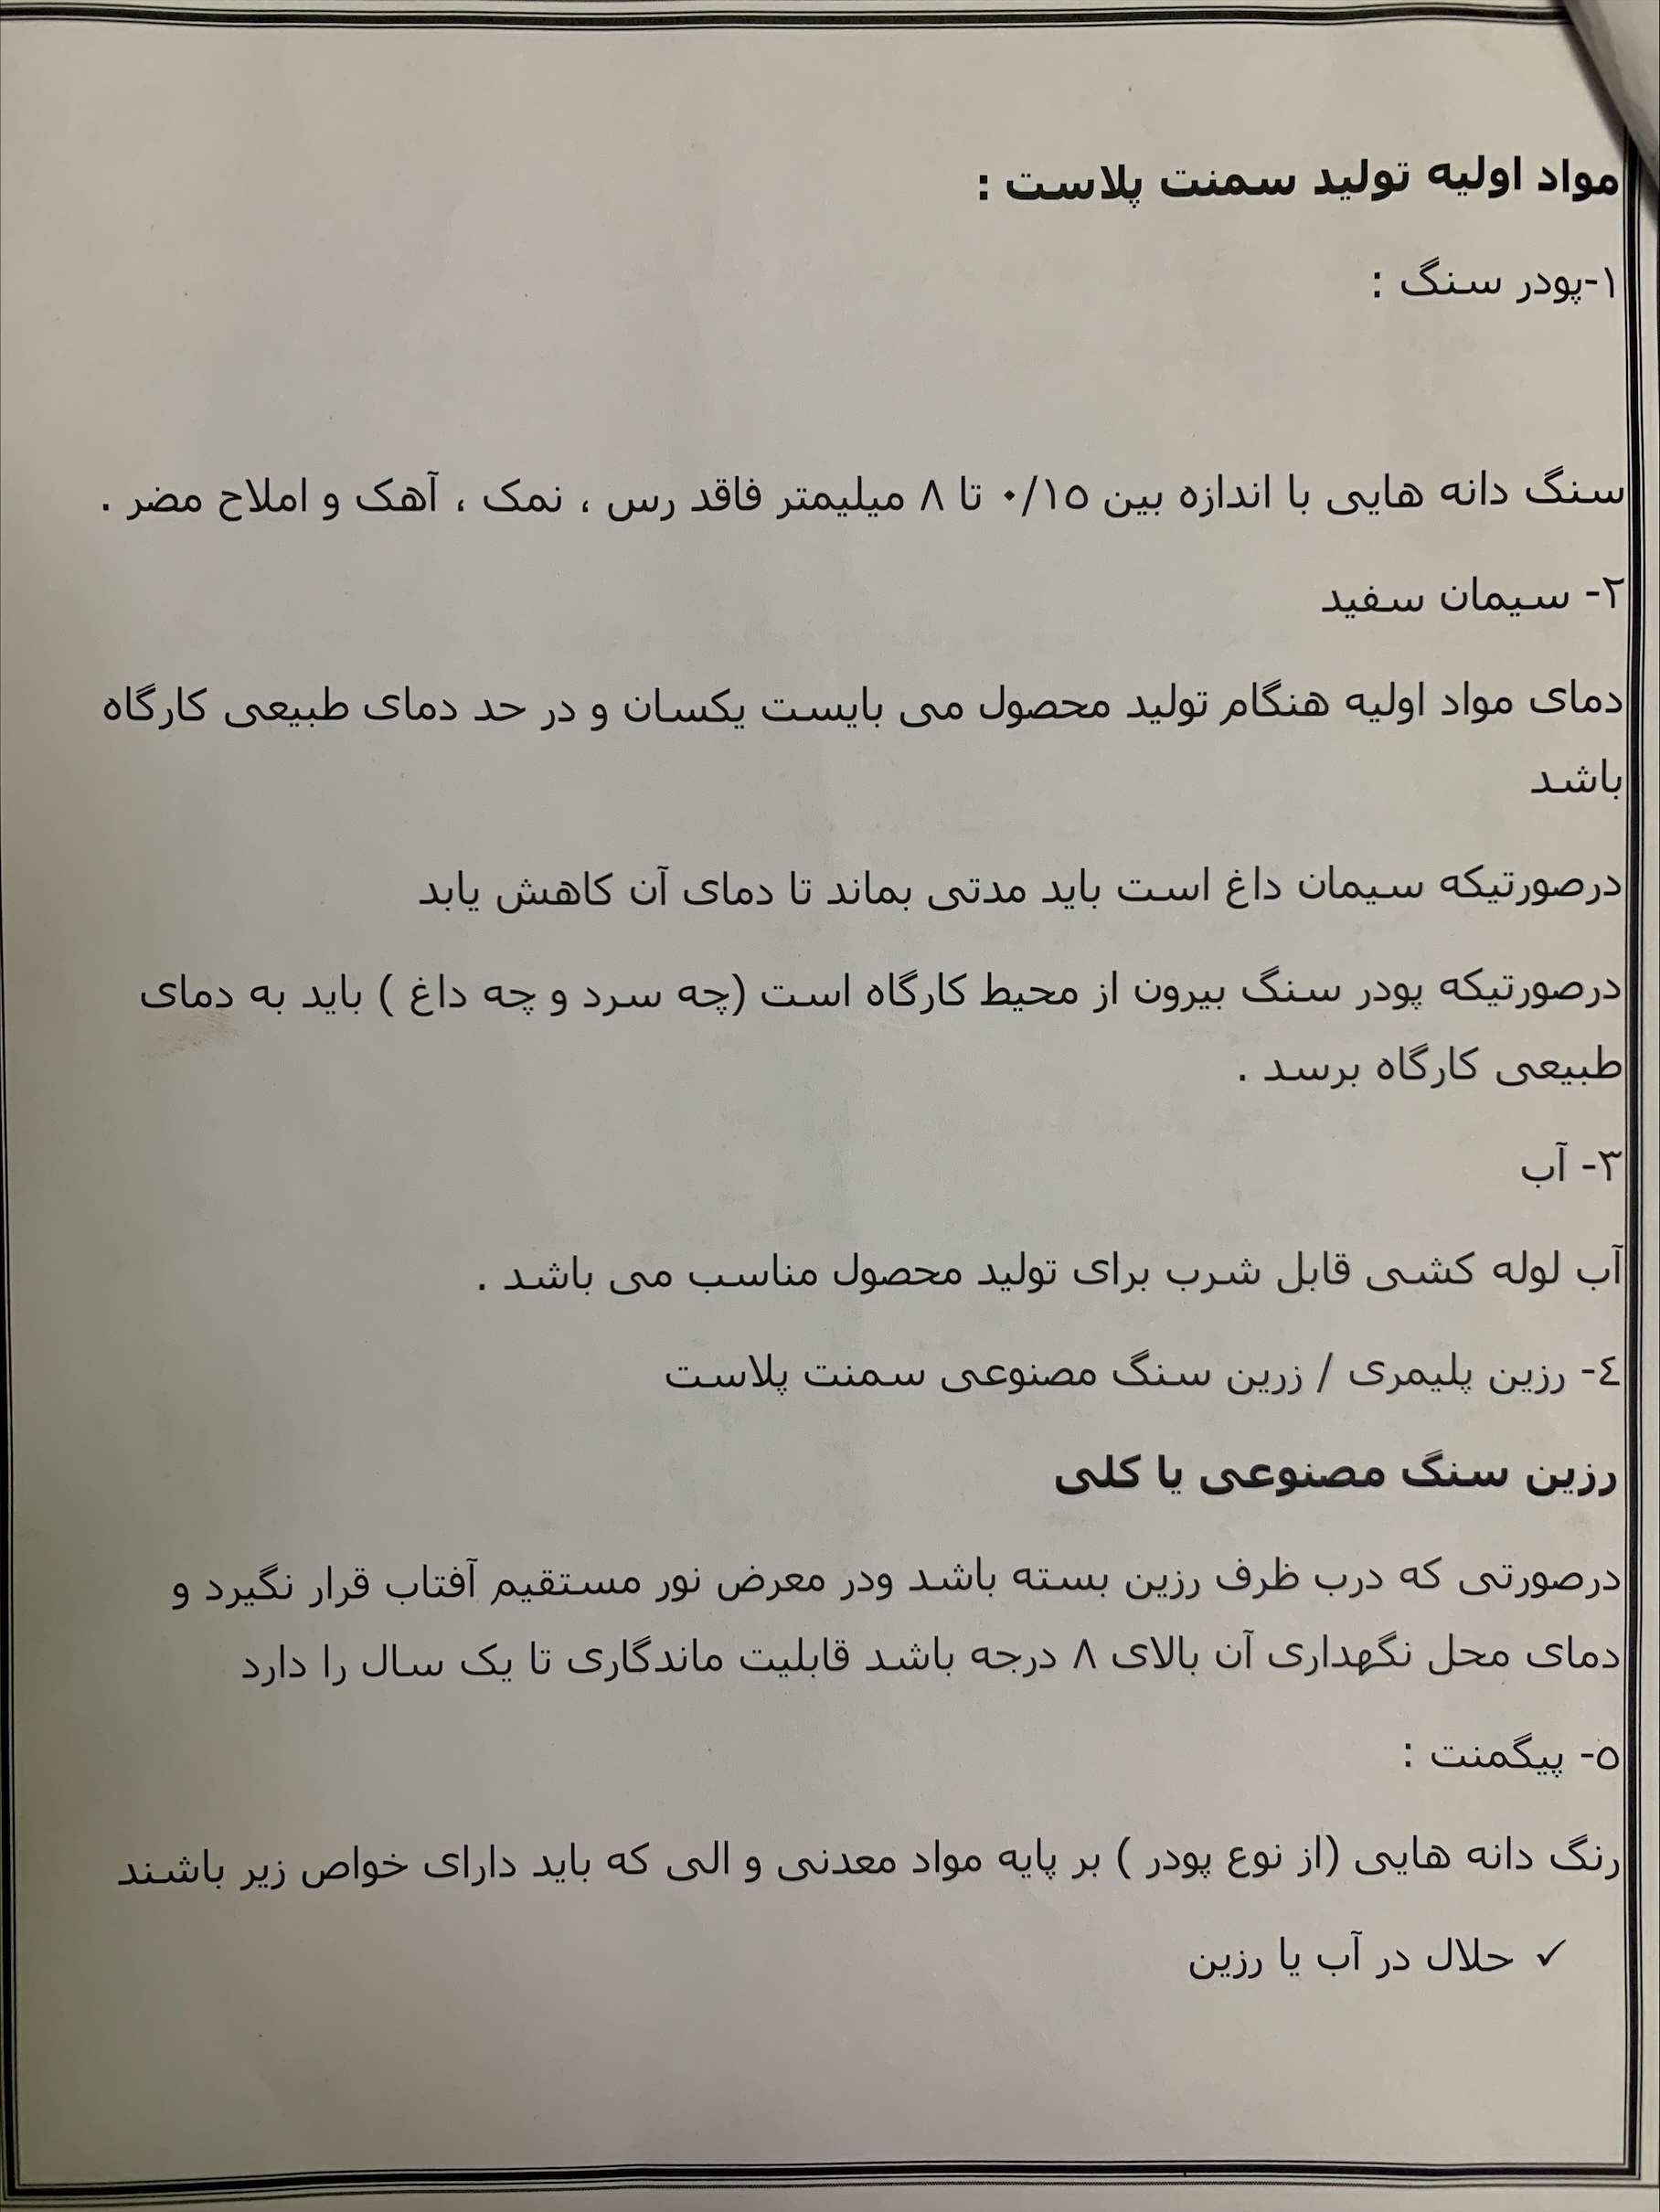 مواد اولیه تولید سمنت پلاست :
۱-پودر سنگ :
سنگ دانه هایی با اندازه بین ۰/۱۵ تا ۸ میلیمتر فاقد رس ، نمک ، آهک و املاح مضر .
۲- سیمان سفید
دمای مواد اولیه هنگام تولید محصول می بایست یکسان و در حد دمای طبیعی کارگاه
باشد
درصورتیکه سیمان داغ است باید مدتی بماند تا دمای آن کاهش یابد
درصورتیکه پودر سنگ بیرون از محیط کارگاه است (چه سرد و چه داغ ) باید به دمای
طبیعی کارگاه برسد .
۳- آب
آب لوله کشی قابل شرب برای تولید محصول مناسب می باشد .
٤- رزین پلیمری / زرین سنگ مصنوعی سمنت پلاست
رزین سنگ مصنوعی یا کلی
درصورتی که درب ظرف رزین بسته باشد ودر معرض نور مستقیم آفتاب قرار نگیرد و
دمای محل نگهداری آن بالای ۸ درجه باشد قابلیت ماندگاری تا یک سال را دارد
۵- پیگمنت :
رنگ دانه هایی (از نوع پودر ) بر پایه مواد معدنی و الی که باید دارای خواص زیر باشند
✓ حلال در آب یا رزین